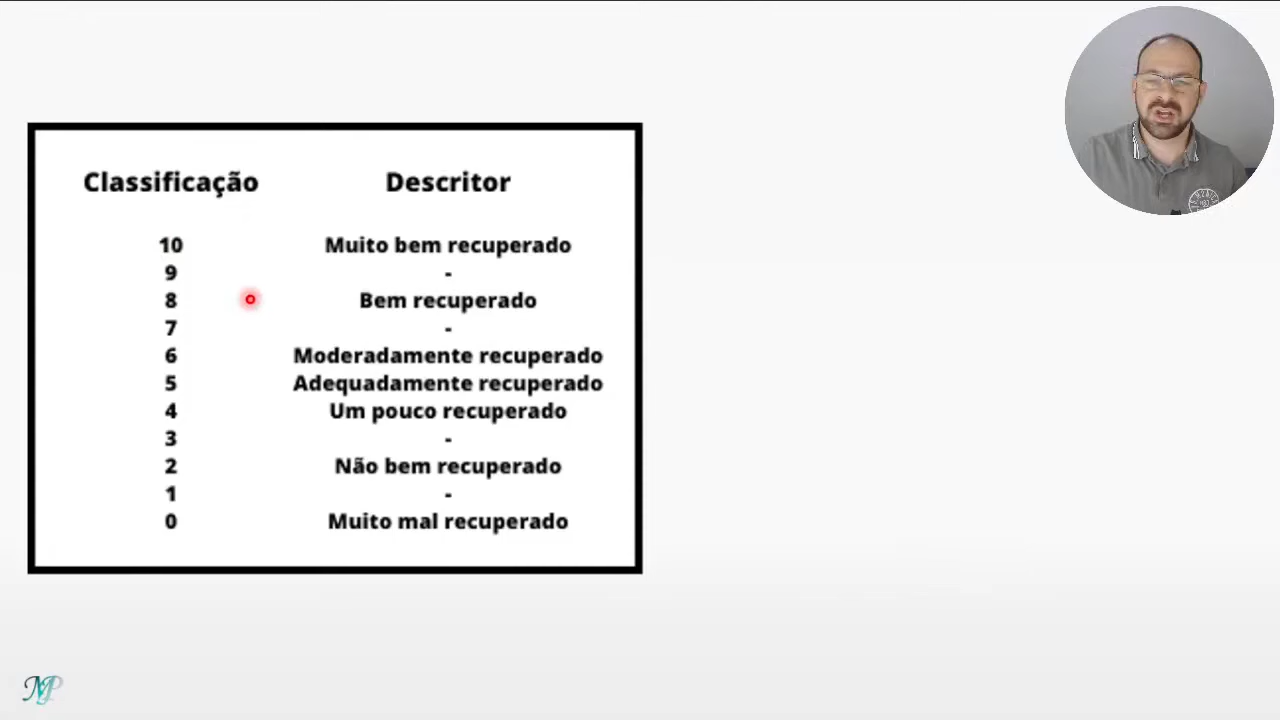 Classificação Descritor
10 Muito bem recuperado
9 -
8 Bem recuperado
7 -
6 Moderadamente recuperado
5 Adequadamente recuperado
4 Um pouco recuperado
3 -
2 Não bem recuperado
1 -
0 Muito mal recuperado
MP